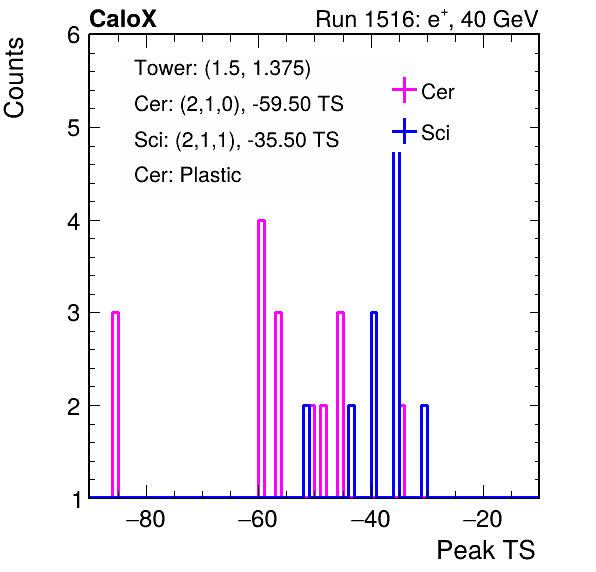 CaloX Run 1516: e⁺, 40 GeV
Counts
6
Tower: (1.5, 1.375)
Cer: (2,1,0), -59.50 TS
Sci: (2,1,1), -35.50 TS
Cer: Plastic
Cer
Sci
5
4
3
2
1
−80 −60 −40 −20
Peak TS